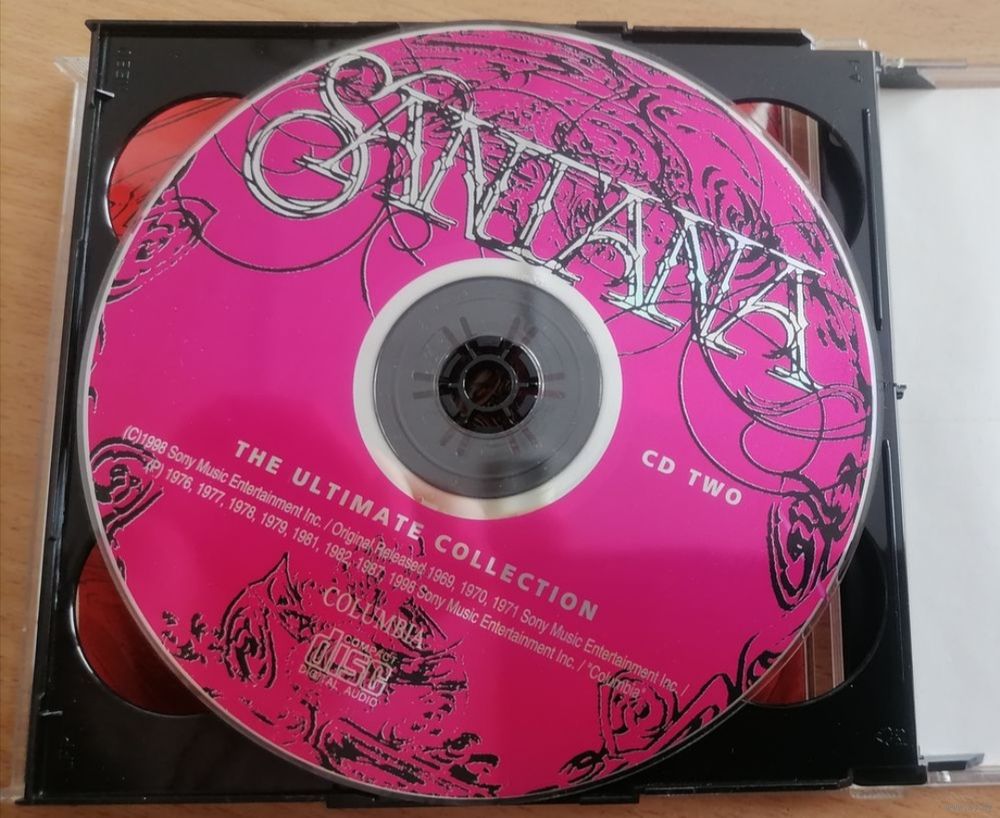 SANTANA
CD TWO
THE ULTIMATE COLLECTION
(C)1998 Sony Music Entertainment Inc. / Original Released 1969, 1970, 1971 Sony Music Entertainment Inc. /
(P) 1976, 1977, 1978, 1979, 1981, 1982, 1987, 1998 Sony Music Entertainment Inc. / "Columbia"
COLUMBIA
COMPACT
disc
DIGITAL AUDIO